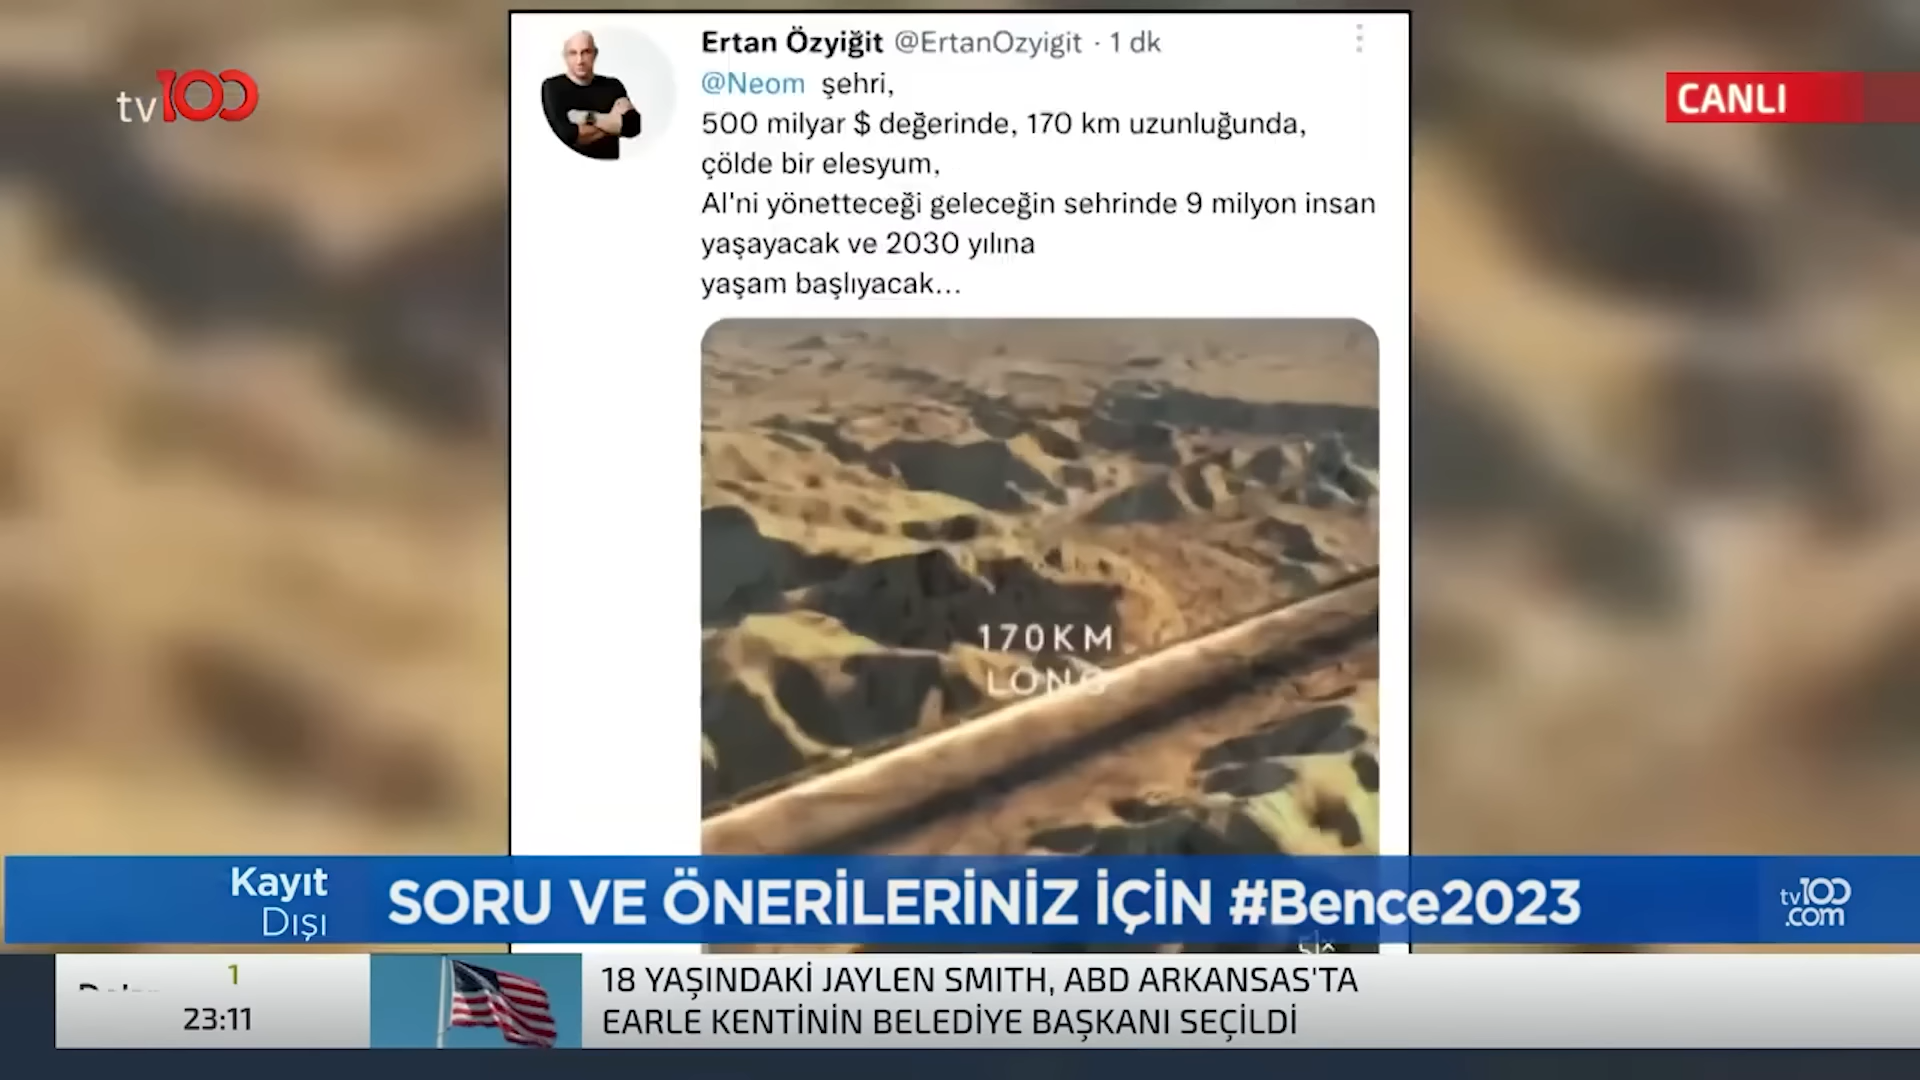 tv100
CANLI
Ertan Özyiğit @ErtanOzyigit · 1 dk
@Neom şehri,
500 milyar $ değerinde, 170 km uzunluğunda,
çölde bir elesyum,
AI'ni yönetteceği geleceğin sehrinde 9 milyon insan
yaşayacak ve 2030 yılına
yaşam başlıyacak...
170KM
LONG
Kayıt
Dışı
SORU VE ÖNERİLERİNİZ İÇİN #Bence2023
tv100
.com
1
23:11
18 YAŞINDAKİ JAYLEN SMITH, ABD ARKANSAS'TA
EARLE KENTİNİN BELEDİYE BAŞKANI SEÇİLDİ